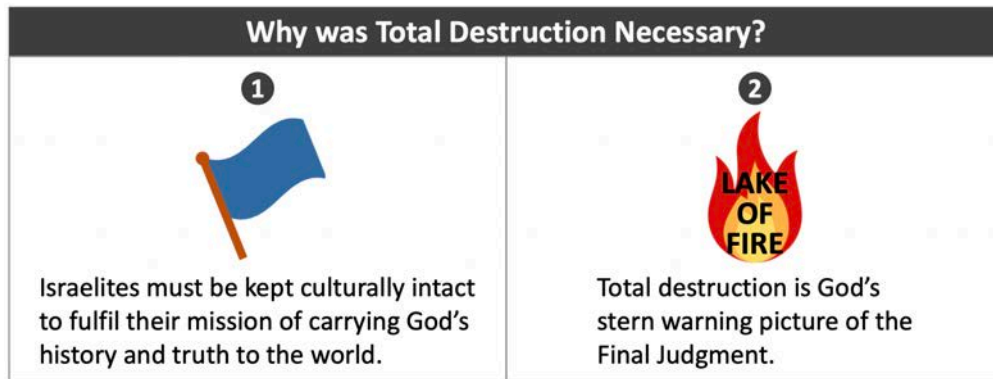 Why was Total Destruction Necessary?
1
Israelites must be kept culturally intact
to fulfil their mission of carrying God's
history and truth to the world.
2
LAKE
OF
FIRE
Total destruction is God's
stern warning picture of the
Final Judgment.